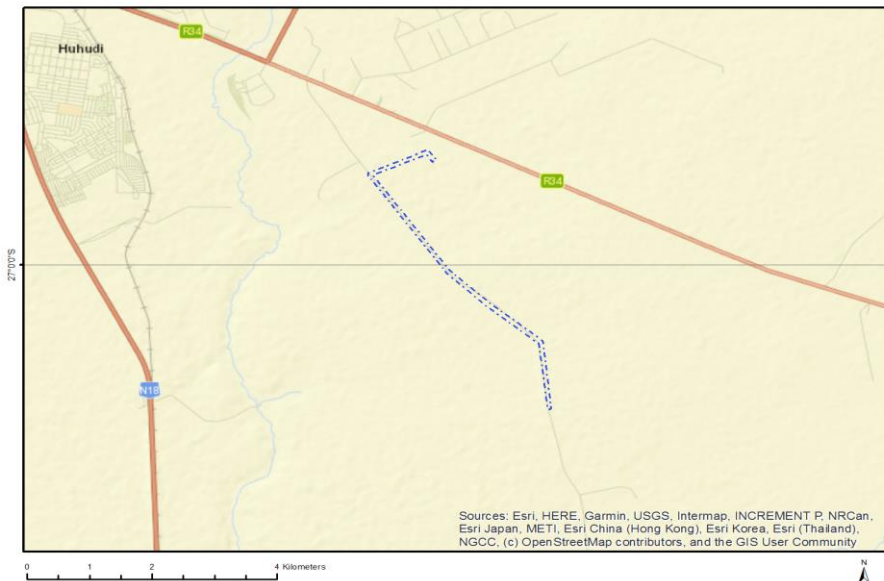 R34
Huhudi
R34
27°0'0"S
N18
Sources: Esri, HERE, Garmin, USGS, Intermap, INCREMENT P, NRCan,
Esri Japan, METI, Esri China (Hong Kong), Esri Korea, Esri (Thailand),
NGCC, (c) OpenStreetMap contributors, and the GIS User Community
0 1 2 4 Kilometers
N